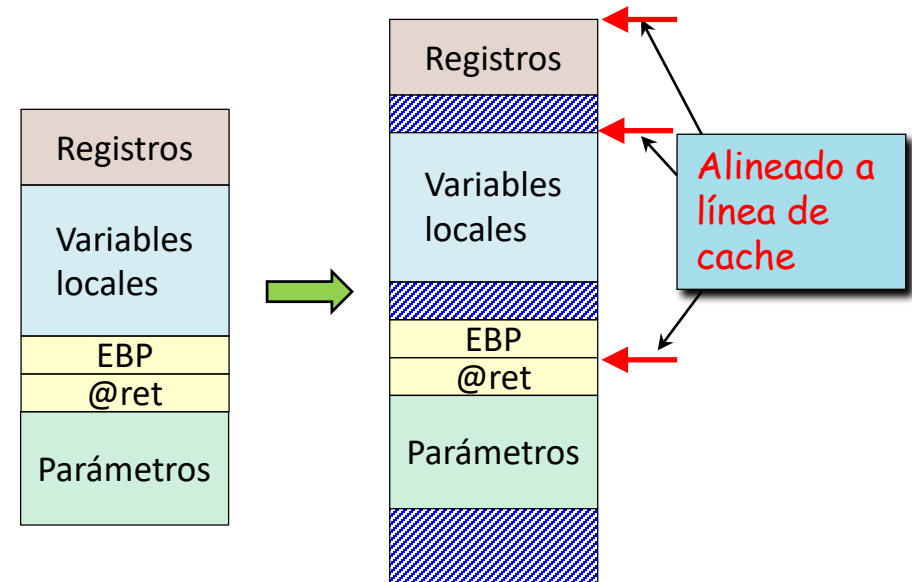 Registros
Variables
locales
EBP
@ret
Parámetros
Registros
Variables
locales
EBP
@ret
Parámetros
Alineado a
línea de
cache